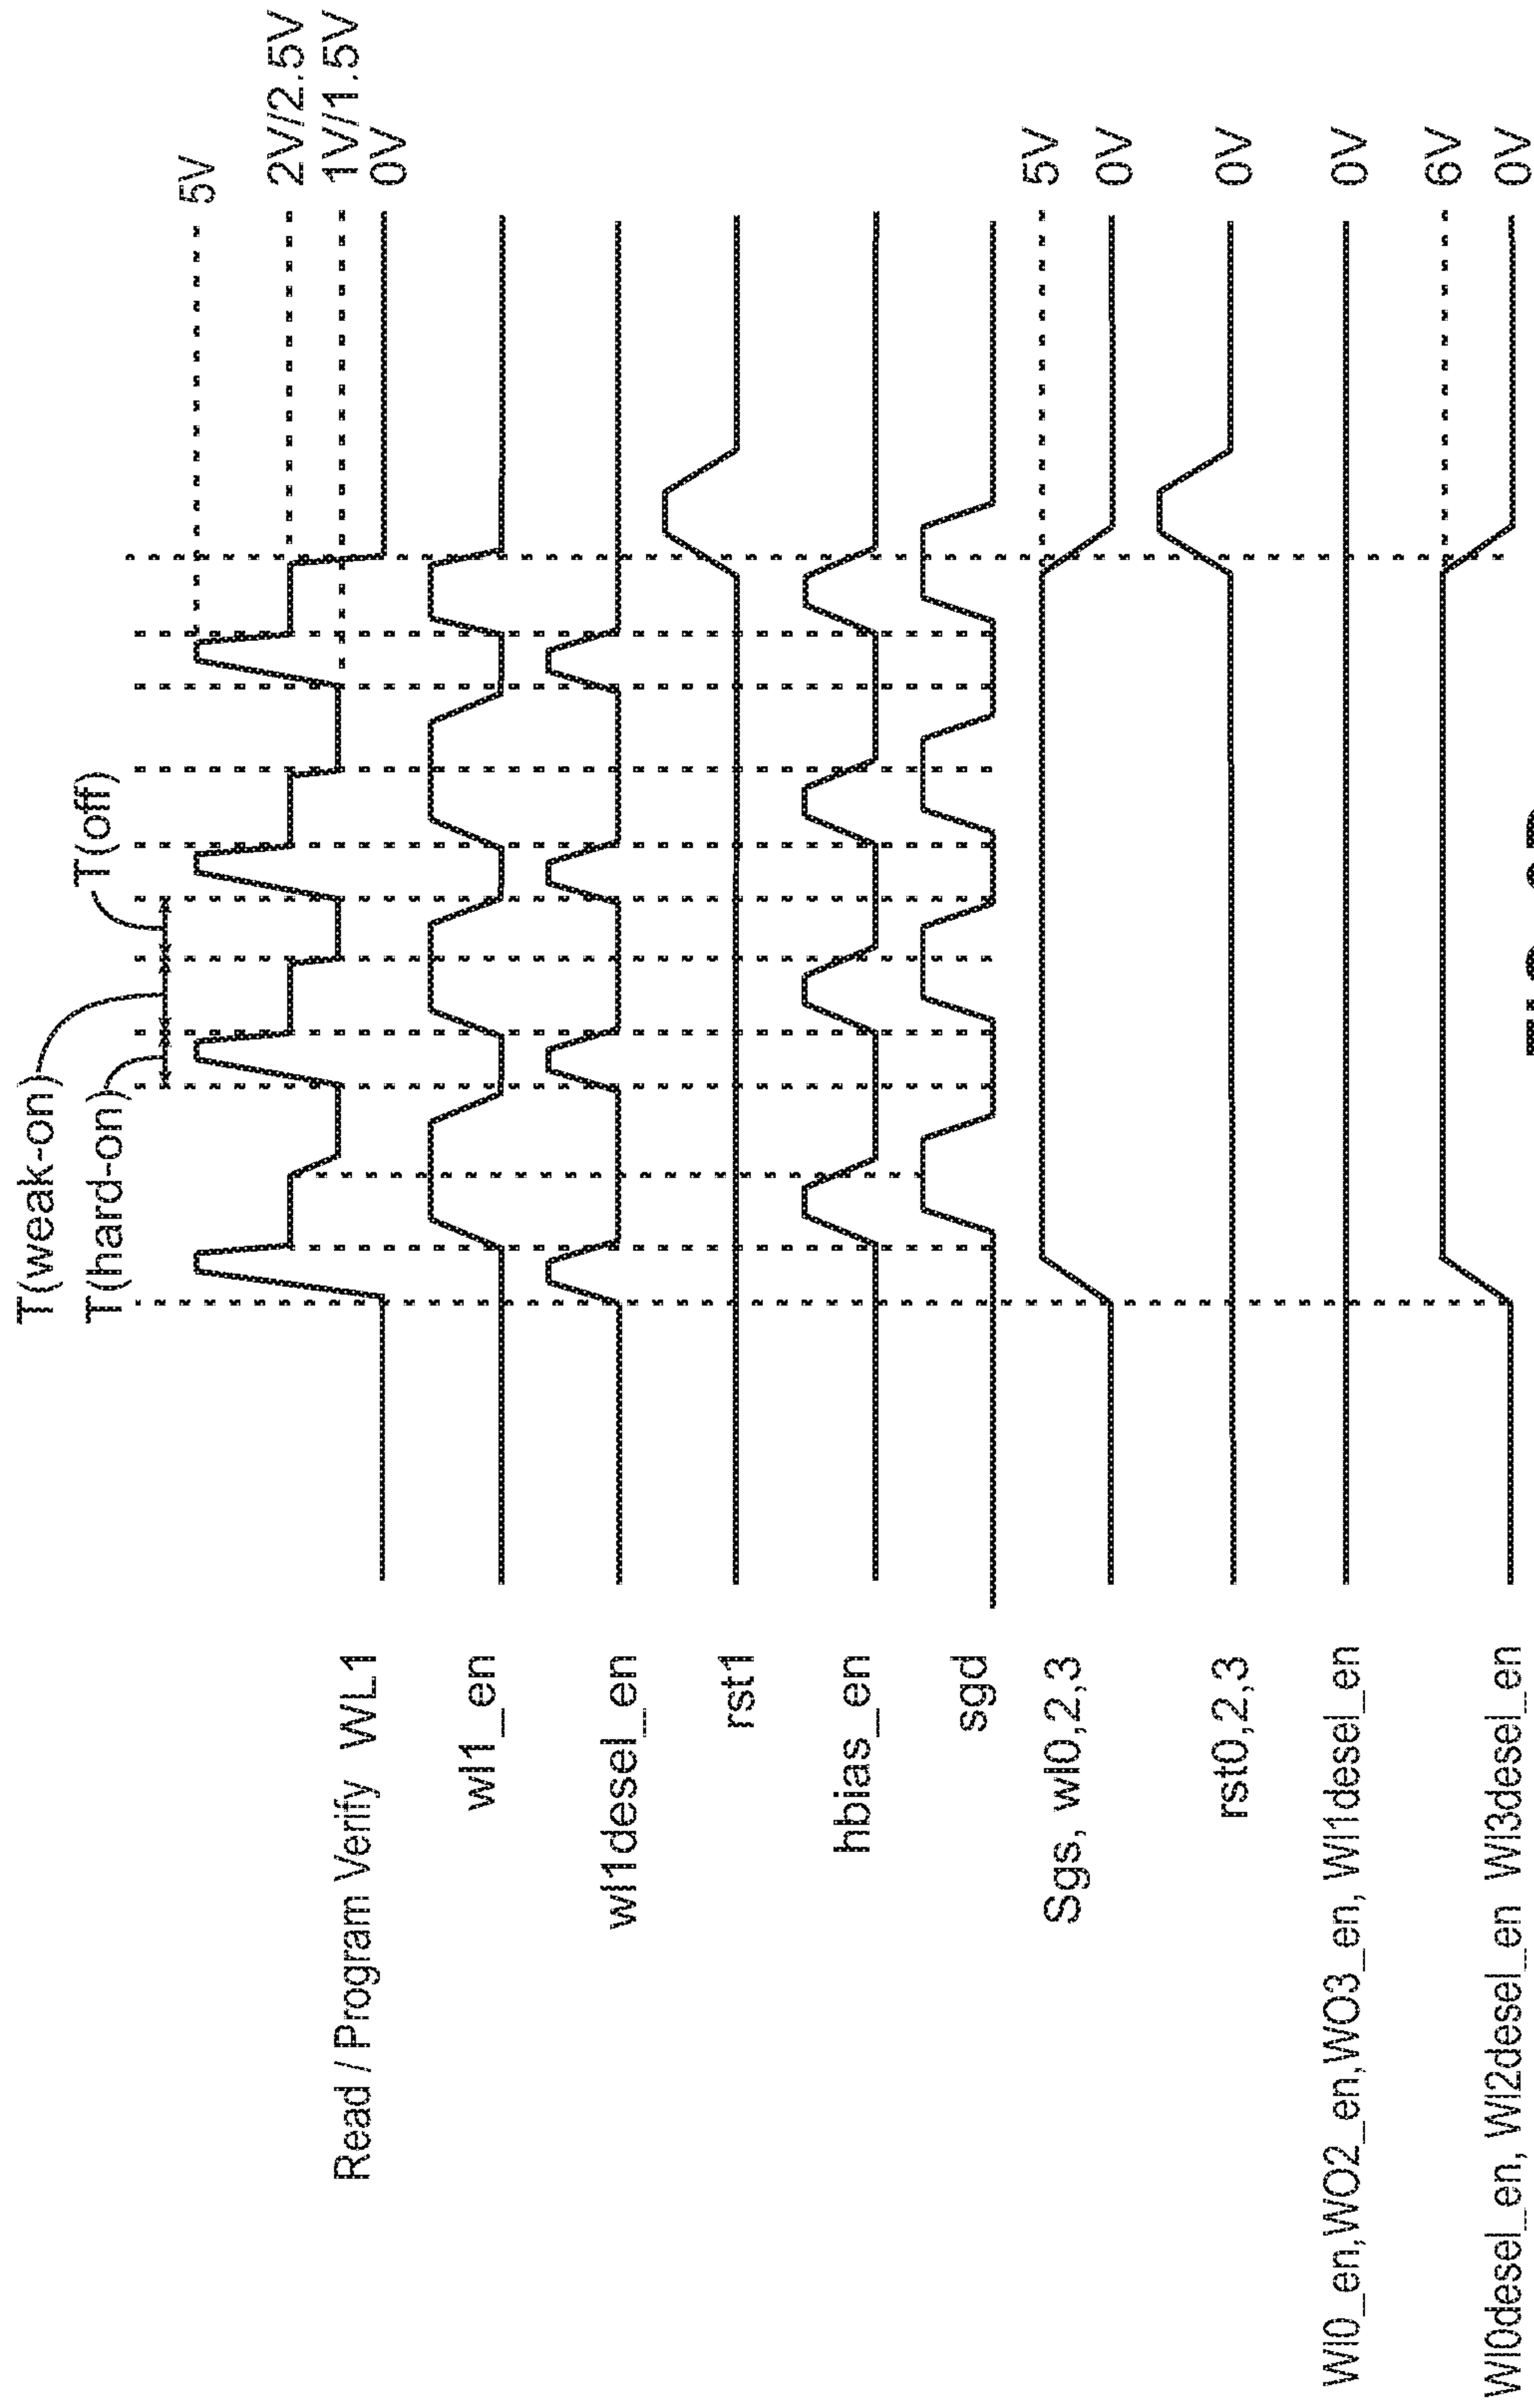 T(weak-on)
T(hard-on)
T(off)
5V
2V/2.5V
1V/1.5V
0V
Read / Program Verify WL1
wl1_en
wl1desel_en
rst1
hbias_en
sgd
Sgs, wl0,2,3
5V
0V
rst0,2,3
0V
Wl0_en,WO2_en,WO3_en, Wl1desel_en
0V
Wl0desel_en, Wl2desel_en Wl3desel_en
6V
0V